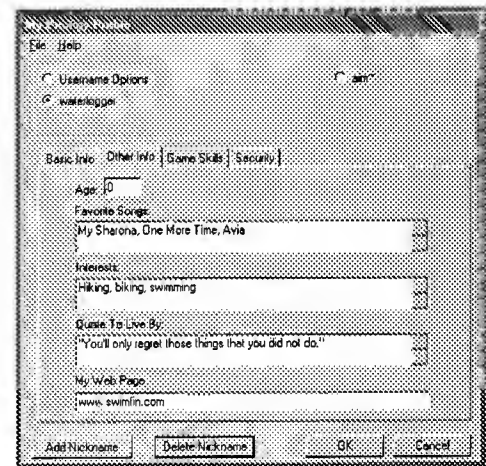 File Help
Username Options
waterlogger
Basic Info Other Info Game Skills Security
Age: 0
Favorite Songs:
My Sharona, One More Time, Avia
Interests:
Hiking, biking, swimming
Quote To Live By:
"You'll only regret those things that you did not do."
My Web Page
www.swimfin.com
Add Nickname Delete Nickname OK Cancel